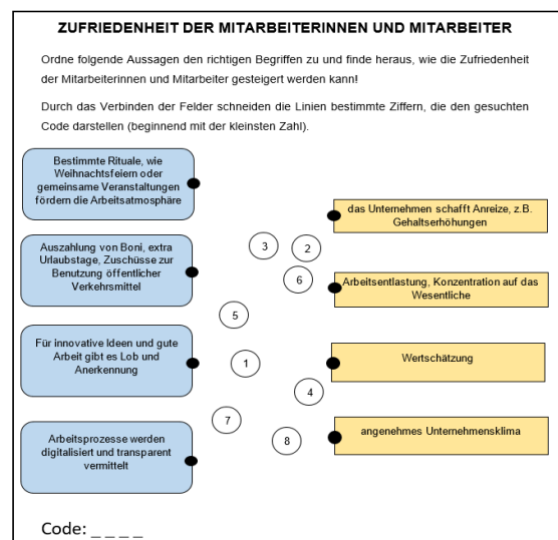 ZUFRIEDENHEIT DER MITARBEITERINNEN UND MITARBEITER
Ordne folgende Aussagen den richtigen Begriffen zu und finde heraus, wie die Zufriedenheit
der Mitarbeiterinnen und Mitarbeiter gesteigert werden kann!
Durch das Verbinden der Felder schneiden die Linien bestimmte Ziffern, die den gesuchten
Code darstellen (beginnend mit der kleinsten Zahl).
Bestimmte Rituale, wie
Weihnachtsfeiern oder
gemeinsame Veranstaltungen
fördern die Arbeitsatmosphäre
das Unternehmen schafft Anreize, z.B.
Gehaltserhöhungen
Auszahlung von Boni, extra
Urlaubstage, Zuschüsse zur
Benutzung öffentlicher
Verkehrsmittel
3
2
6
Arbeitsentlastung, Konzentration auf das
Wesentliche
5
Für innovative Ideen und gute
Arbeit gibt es Lob und
Anerkennung
1
Wertschätzung
4
7
8
Arbeitsprozesse werden
digitalisiert und transparent
vermittelt
angenehmes Unternehmensklima
Code: _ _ _ _